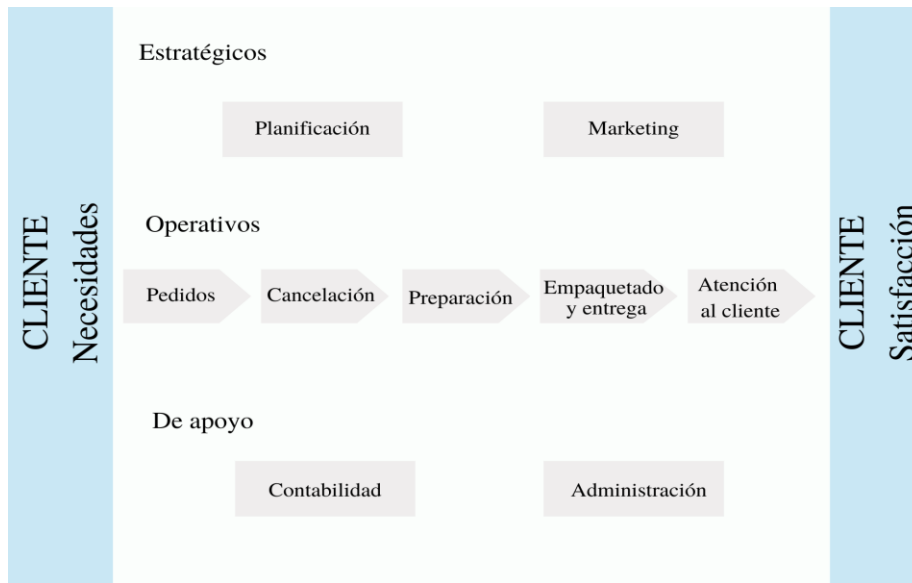 Estratégicos
Planificación
Marketing
CLIENTE
Necesidades
Operativos
Pedidos
Cancelación
Preparación
Empaquetado
y entrega
Atención
al cliente
CLIENTE
Satisfacción
De apoyo
Contabilidad
Administración